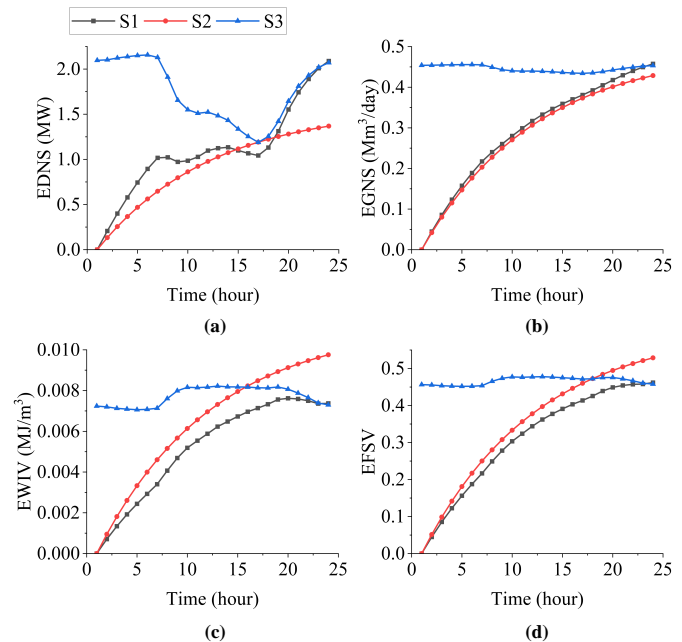 S1 S2 S3
EDNS (MW)
2.0
1.5
1.0
0.5
0.0
0 5 10 15 20 25
Time (hour)
(a)
EGNS (Mm³/day)
0.5
0.4
0.3
0.2
0.1
0.0
0 5 10 15 20 25
Time (hour)
(b)
EWIV (MJ/m³)
0.010
0.008
0.006
0.004
0.002
0.000
0 5 10 15 20 25
Time (hour)
(c)
EFSV
0.5
0.4
0.3
0.2
0.1
0.0
0 5 10 15 20 25
Time (hour)
(d)